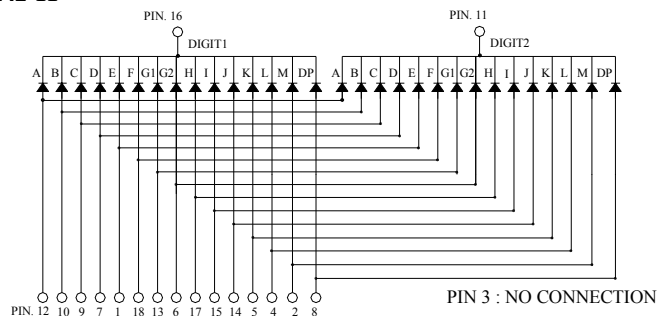 PIN. 16
PIN. 11
DIGIT1
DIGIT2
A B C D E F G1 G2 H I J K L M DP
A B C D E F G1 G2 H I J K L M DP
PIN. 12 10 9 7 1 18 13 6 17 15 14 5 4 2 8
PIN 3 : NO CONNECTION